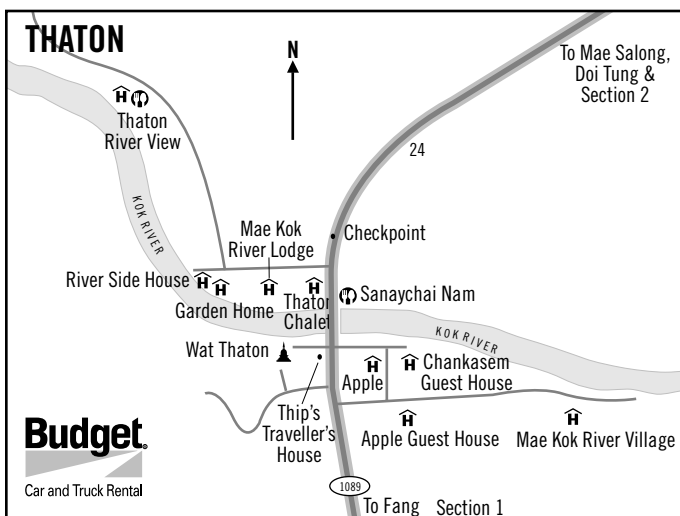 THATON
N
To Mae Salong,
Doi Tung &
Section 2
Thaton
River View
24
KOK RIVER
Mae Kok
River Lodge
Checkpoint
River Side House
Garden Home
Thaton
Chalet
Sanaychai Nam
KOK RIVER
Wat Thaton
Apple
Chankasem
Guest House
Thip's
Traveller's
House
Apple Guest House
Mae Kok River Village
Budget®
Car and Truck Rental
1089
To Fang
Section 1